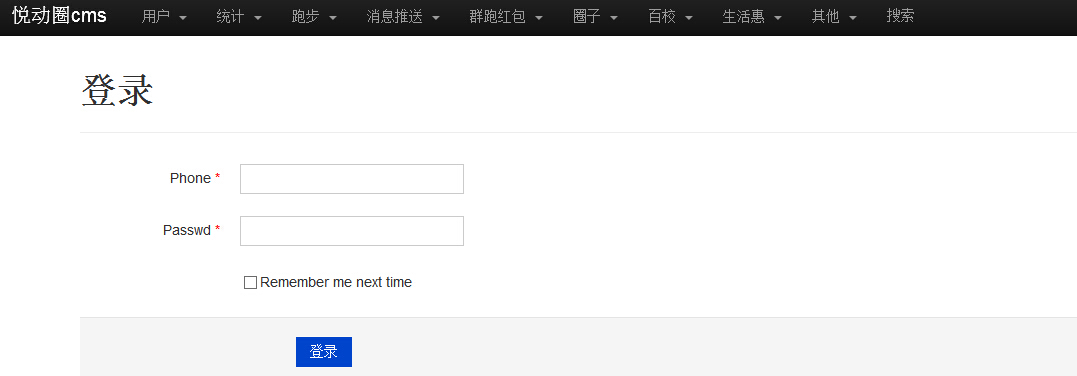 悦动圈cms 用户 统计 跑步 消息推送 群跑红包 圈子 百校 生活惠 其他 搜索
登录
Phone *
Passwd *
Remember me next time
登录